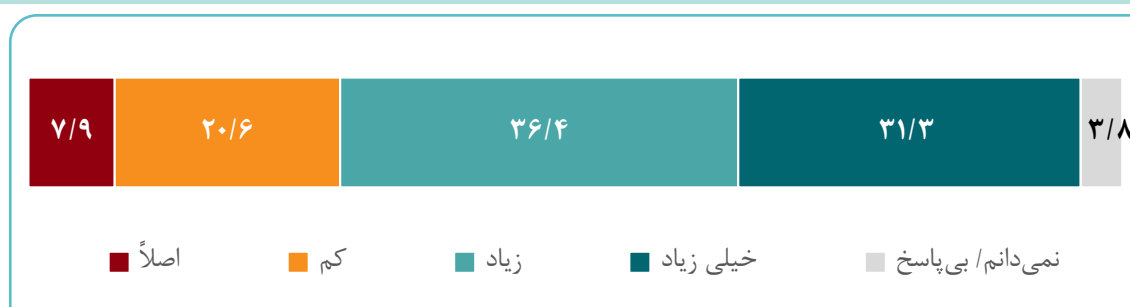 ۷/۹ ۲۰/۶ ۳۶/۴ ۳۱/۳ ۳/۸
اصلاً کم زیاد خیلی زیاد نمی‌دانم/ بی‌پاسخ